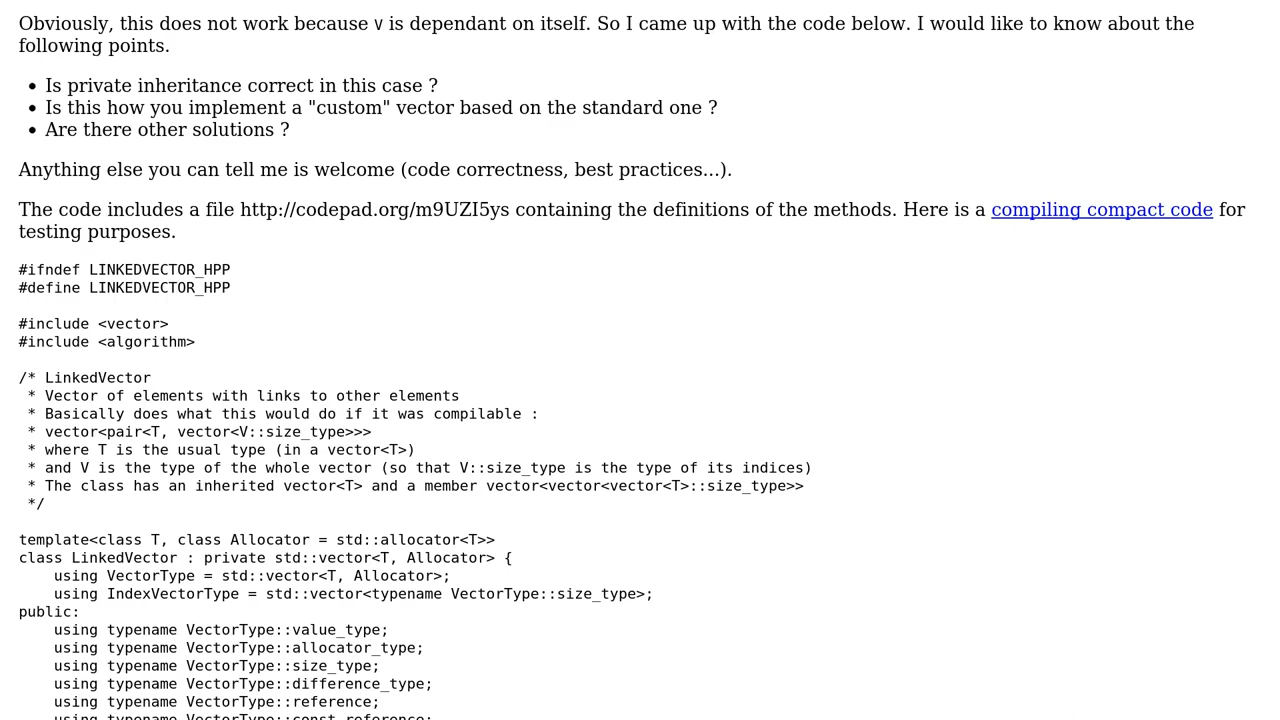 Obviously, this does not work because V is dependant on itself. So I came up with the code below. I would like to know about the
following points.
• Is private inheritance correct in this case ?
• Is this how you implement a "custom" vector based on the standard one ?
• Are there other solutions ?
Anything else you can tell me is welcome (code correctness, best practices...).
The code includes a file http://codepad.org/m9UZI5ys containing the definitions of the methods. Here is a compiling compact code for
testing purposes.
#ifndef LINKEDVECTOR_HPP
#define LINKEDVECTOR_HPP
#include <vector>
#include <algorithm>
/* LinkedVector
 * Vector of elements with links to other elements
 * Basically does what this would do if it was compilable :
 * vector<pair<T, vector<V::size_type>>>
 * where T is the usual type (in a vector<T>)
 * and V is the type of the whole vector (so that V::size_type is the type of its indices)
 * The class has an inherited vector<T> and a member vector<vector<vector<T>::size_type>>
 */
template<class T, class Allocator = std::allocator<T>>
class LinkedVector : private std::vector<T, Allocator> {
    using VectorType = std::vector<T, Allocator>;
    using IndexVectorType = std::vector<typename VectorType::size_type>;
public:
    using typename VectorType::value_type;
    using typename VectorType::allocator_type;
    using typename VectorType::size_type;
    using typename VectorType::difference_type;
    using typename VectorType::reference;
    using typename VectorType::const_reference;